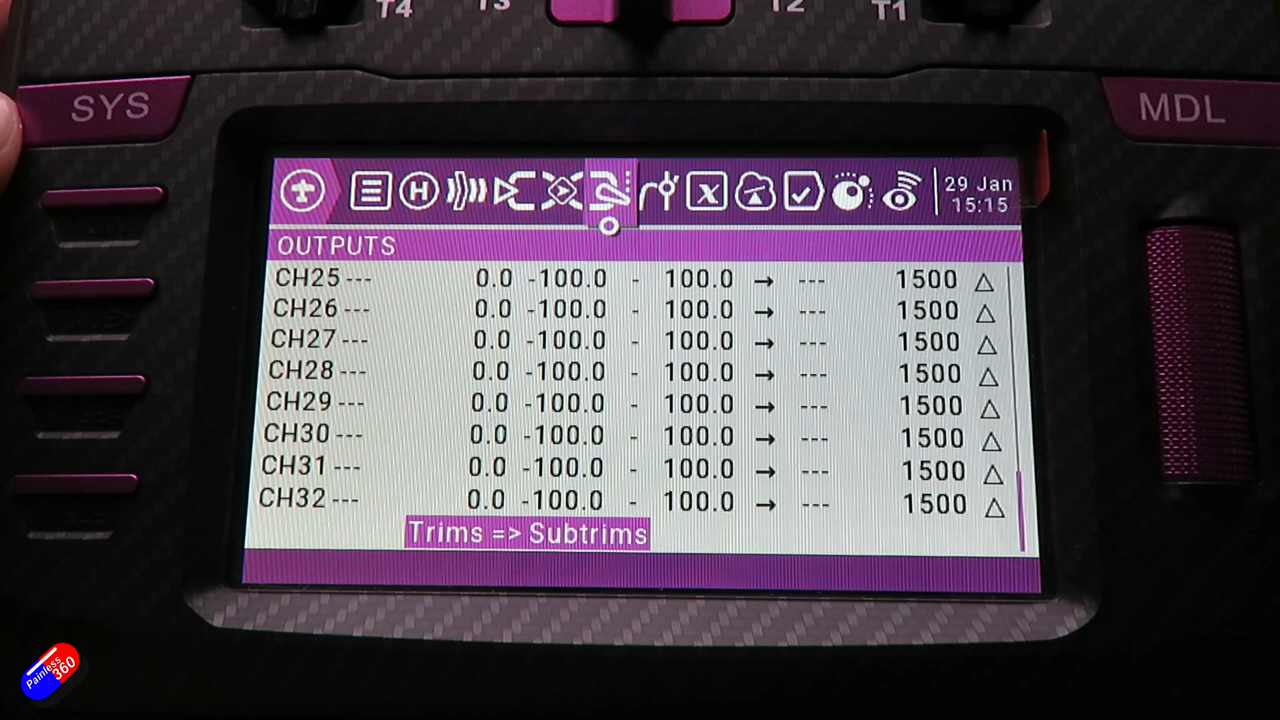 T4 T3 T2 T1
SYS
MDL
29 Jan
15:15
OUTPUTS
CH25 --- 0.0 -100.0 - 100.0 → --- 1500 △
CH26 --- 0.0 -100.0 - 100.0 → --- 1500 △
CH27 --- 0.0 -100.0 - 100.0 → --- 1500 △
CH28 --- 0.0 -100.0 - 100.0 → --- 1500 △
CH29 --- 0.0 -100.0 - 100.0 → --- 1500 △
CH30 --- 0.0 -100.0 - 100.0 → --- 1500 △
CH31 --- 0.0 -100.0 - 100.0 → --- 1500 △
CH32 --- 0.0 -100.0 - 100.0 → --- 1500 △
Trims => Subtrims
Painless
360